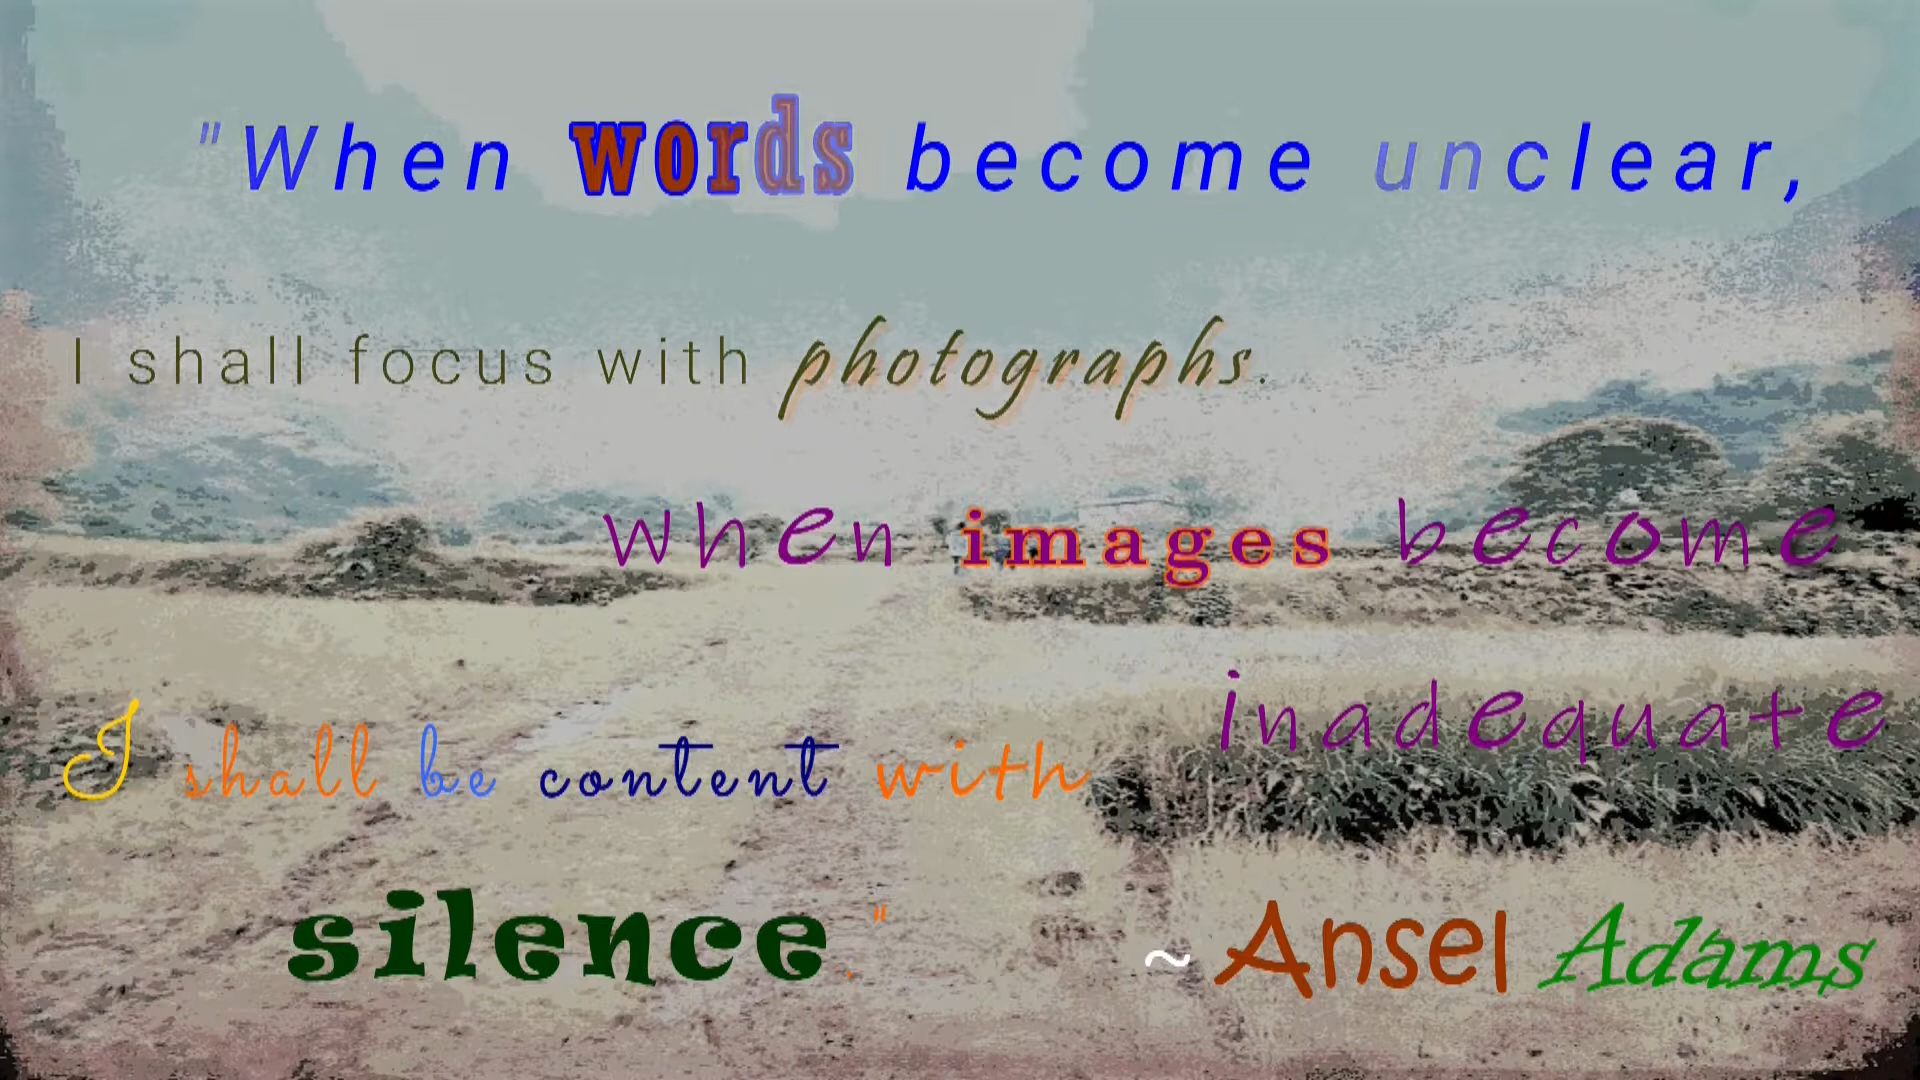 "When words become unclear,
I shall focus with photographs.
when images become
inadequate
I shall be content with
silence."
~ Ansel Adams